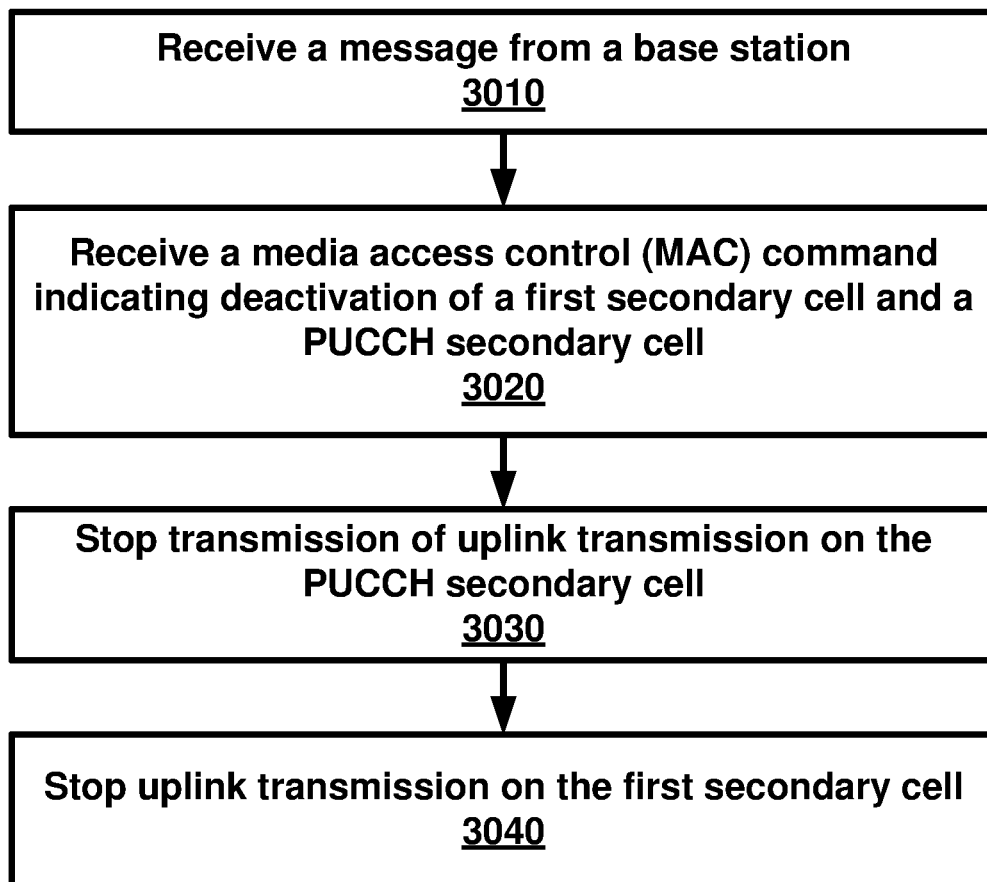 Receive a message from a base station
3010
Receive a media access control (MAC) command
indicating deactivation of a first secondary cell and a
PUCCH secondary cell
3020
Stop transmission of uplink transmission on the
PUCCH secondary cell
3030
Stop uplink transmission on the first secondary cell
3040